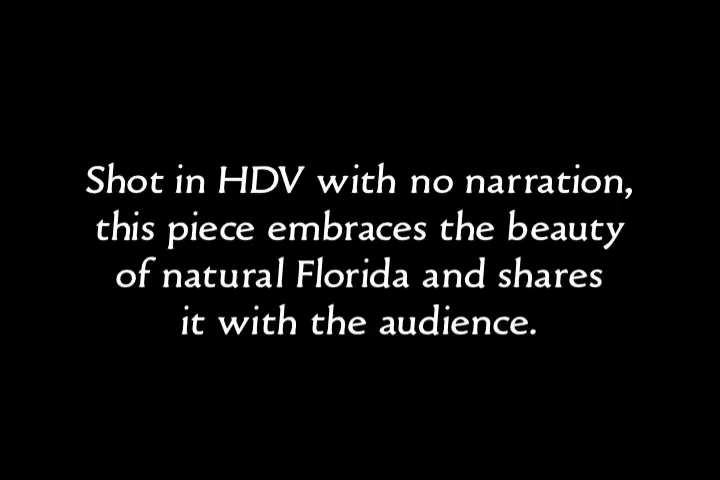 Shot in HDV with no narration,
this piece embraces the beauty
of natural Florida and shares
it with the audience.